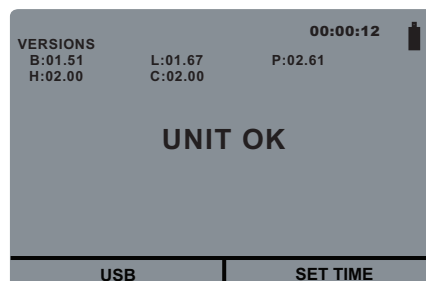 00:00:12
VERSIONS
B:01.51 L:01.67 P:02.61
H:02.00 C:02.00
UNIT OK
USB SET TIME